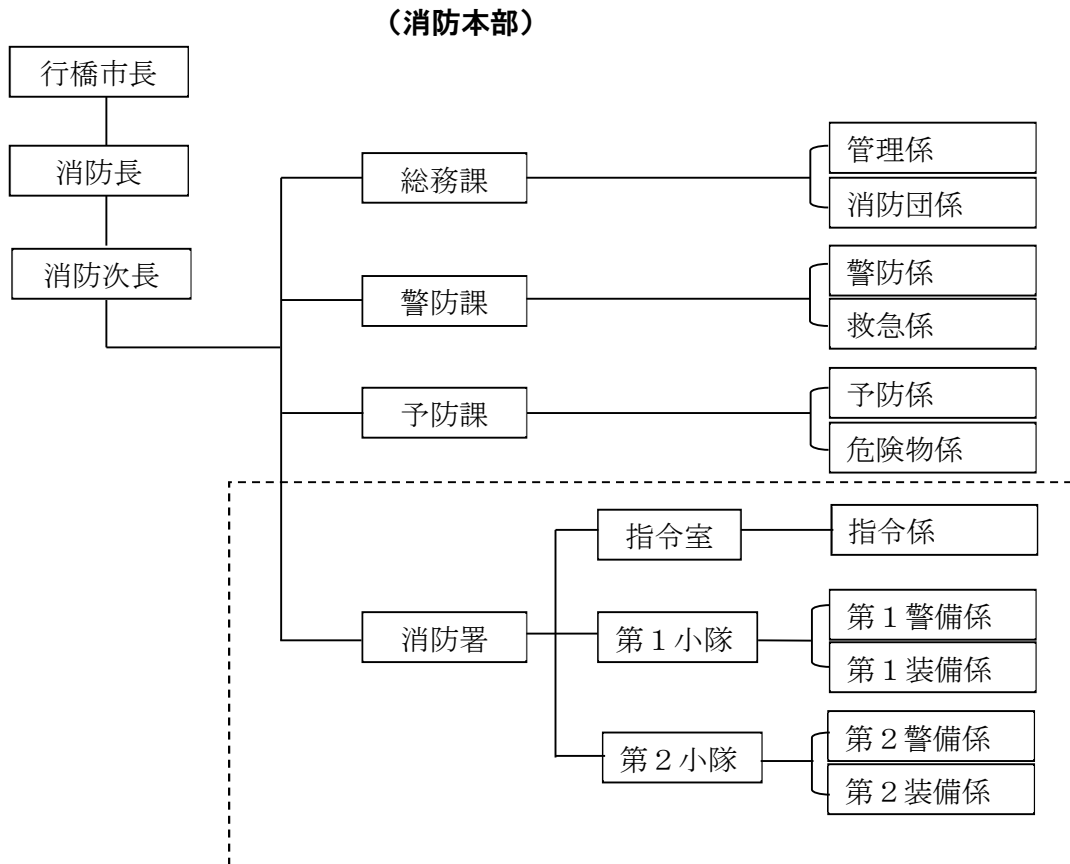 （消防本部）
行橋市長
消防長
消防次長
総務課
管理係
消防団係
警防課
警防係
救急係
予防課
予防係
危険物係
消防署
指令室
指令係
第１小隊
第１警備係
第１装備係
第２小隊
第２警備係
第２装備係